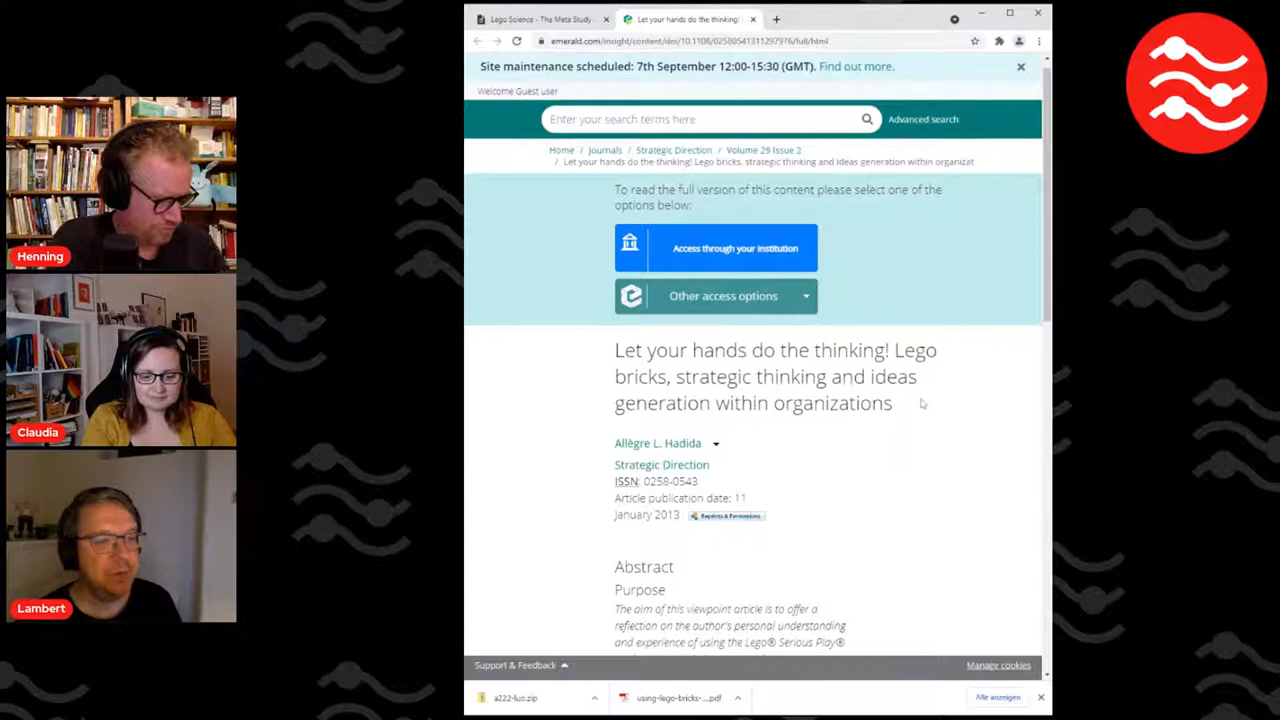 Lego Science - The Meta Study -
Let your hands do the thinking!
emerald.com/insight/content/doi/10.1108/02580541311297976/full/html
Site maintenance scheduled: 7th September 12:00-15:30 (GMT). Find out more.
Welcome Guest user
Enter your search terms here
Advanced search
Home / Journals / Strategic Direction / Volume 29 Issue 2
/ Let your hands do the thinking! Lego bricks, strategic thinking and ideas generation within organizat
To read the full version of this content please select one of the
options below:
Access through your institution
Other access options
Let your hands do the thinking! Lego
bricks, strategic thinking and ideas
generation within organizations
Allègre L. Hadida
Strategic Direction
ISSN: 0258-0543
Article publication date: 11
January 2013
Reprints & Permissions
Abstract
Purpose
The aim of this viewpoint article is to offer a
reflection on the author's personal understanding
and experience of using the Lego® Serious Play®
Support & Feedback
Manage cookies
a222-luo.zip
using-lego-bricks-....pdf
Alle anzeigen
Henning
Claudia
Lambert